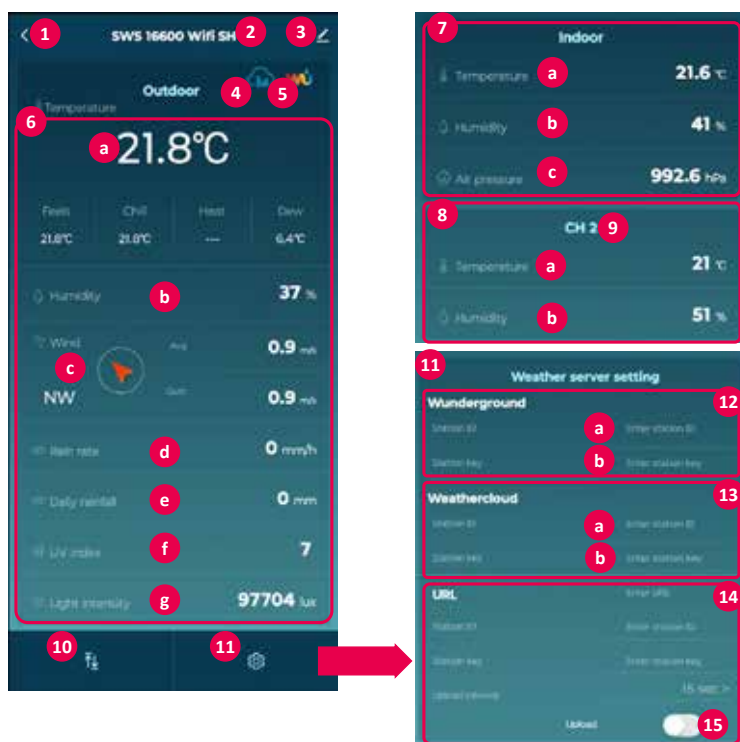 < 1 SWS 16600 Wifi SH 2 3
Outdoor 4 5
Temperature
6
a 21.8°C
Feels Chill Heat Dew
21.8°C 21.8°C --- 6.4°C
Humidity b 37 %
Wind Avg 0.9 m/s
c
NW Gust 0.9 m/s
Rain rate d 0 mm/h
Daily rainfall e 0 mm
UV index f 7
Light intensity g 97704 lux
10 11
7
Indoor
Temperature a 21.6 °C
Humidity b 41 %
Air pressure c 992.6 hPa
8
CH 2 9
Temperature a 21 °C
Humidity b 51 %
11
Weather server setting
Wunderground 12
Station ID a Enter station ID
Station key b Enter station key
Weathercloud 13
Station ID a Enter station ID
Station key b Enter station key
URL Enter URL 14
Station ID Enter station ID
Station key Enter station key
Upload interval 15 sec >
Upload 15